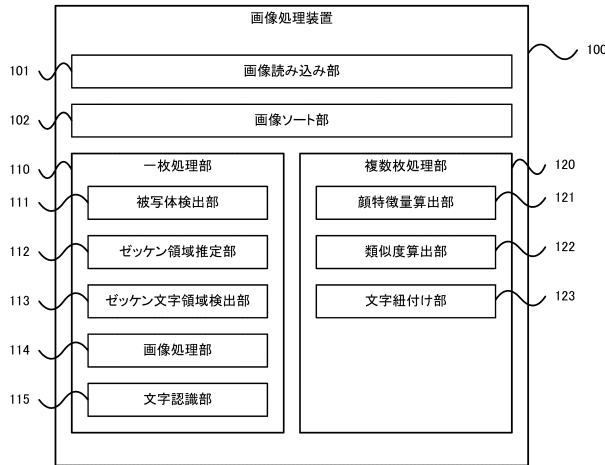 画像処理装置
100
101
画像読み込み部
102
画像ソート部
110
一枚処理部
111
被写体検出部
112
ゼッケン領域推定部
113
ゼッケン文字領域検出部
114
画像処理部
115
文字認識部
複数枚処理部
120
顔特徴量算出部
121
類似度算出部
122
文字紐付け部
123